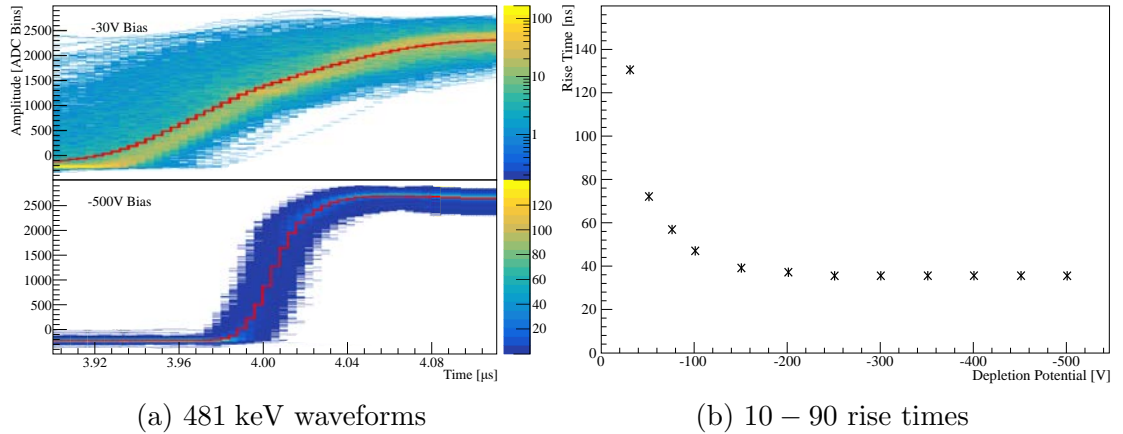 -30V Bias
Amplitude [ADC Bins]
2500
2000
1500
1000
500
0
100
10
1
-500V Bias
2500
2000
1500
1000
500
0
120
100
80
60
40
20
3.92 3.96 4.00 4.04 4.08
Time [μs]
Rise Time [ns]
140
120
100
80
60
40
20
0
0 -100 -200 -300 -400 -500
Depletion Potential [V]
(a) 481 keV waveforms
(b) 10 − 90 rise times